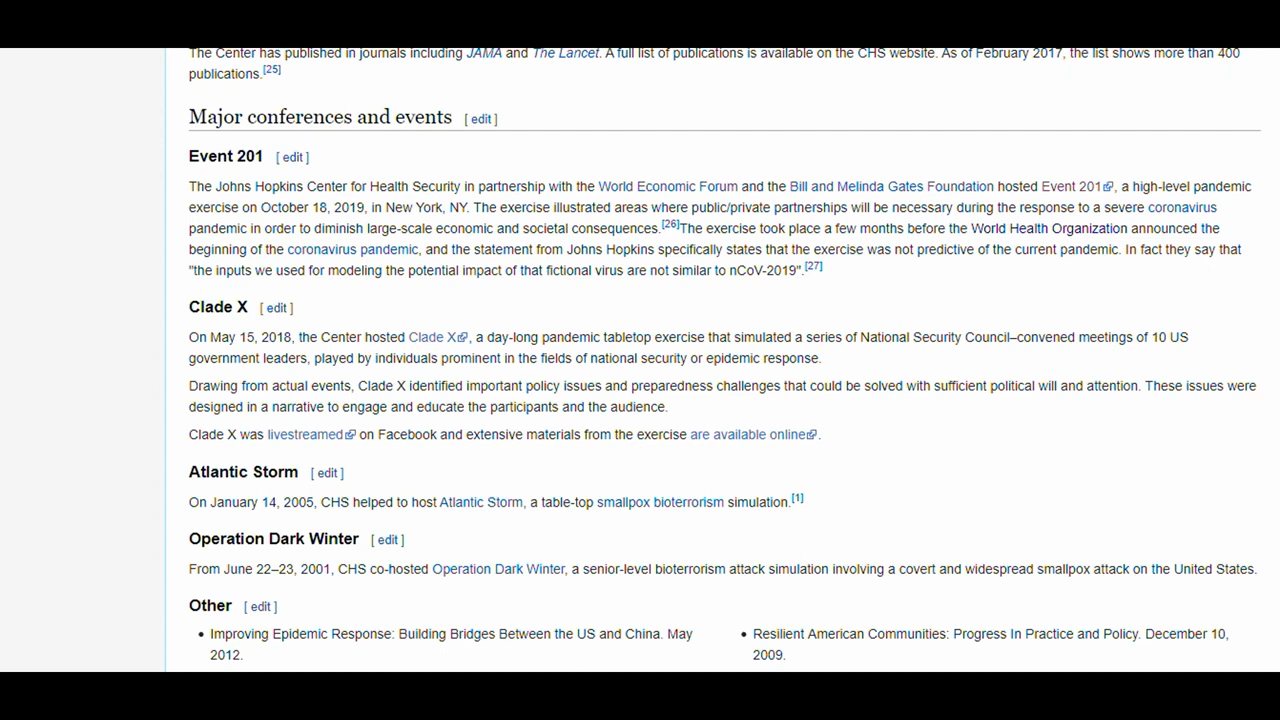 The Center has published in journals including JAMA and The Lancet. A full list of publications is available on the CHS website. As of February 2017, the list shows more than 400
publications.[25]
Major conferences and events [ edit ]
Event 201 [ edit ]
The Johns Hopkins Center for Health Security in partnership with the World Economic Forum and the Bill and Melinda Gates Foundation hosted Event 201, a high-level pandemic
exercise on October 18, 2019, in New York, NY. The exercise illustrated areas where public/private partnerships will be necessary during the response to a severe coronavirus
pandemic in order to diminish large-scale economic and societal consequences.[26]The exercise took place a few months before the World Health Organization announced the
beginning of the coronavirus pandemic, and the statement from Johns Hopkins specifically states that the exercise was not predictive of the current pandemic. In fact they say that
"the inputs we used for modeling the potential impact of that fictional virus are not similar to nCoV-2019".[27]
Clade X [ edit ]
On May 15, 2018, the Center hosted Clade X, a day-long pandemic tabletop exercise that simulated a series of National Security Council–convened meetings of 10 US
government leaders, played by individuals prominent in the fields of national security or epidemic response.
Drawing from actual events, Clade X identified important policy issues and preparedness challenges that could be solved with sufficient political will and attention. These issues were
designed in a narrative to engage and educate the participants and the audience.
Clade X was livestreamed on Facebook and extensive materials from the exercise are available online.
Atlantic Storm [ edit ]
On January 14, 2005, CHS helped to host Atlantic Storm, a table-top smallpox bioterrorism simulation.[1]
Operation Dark Winter [ edit ]
From June 22–23, 2001, CHS co-hosted Operation Dark Winter, a senior-level bioterrorism attack simulation involving a covert and widespread smallpox attack on the United States.
Other [ edit ]
• Improving Epidemic Response: Building Bridges Between the US and China. May
2012.
• Resilient American Communities: Progress In Practice and Policy. December 10,
2009.